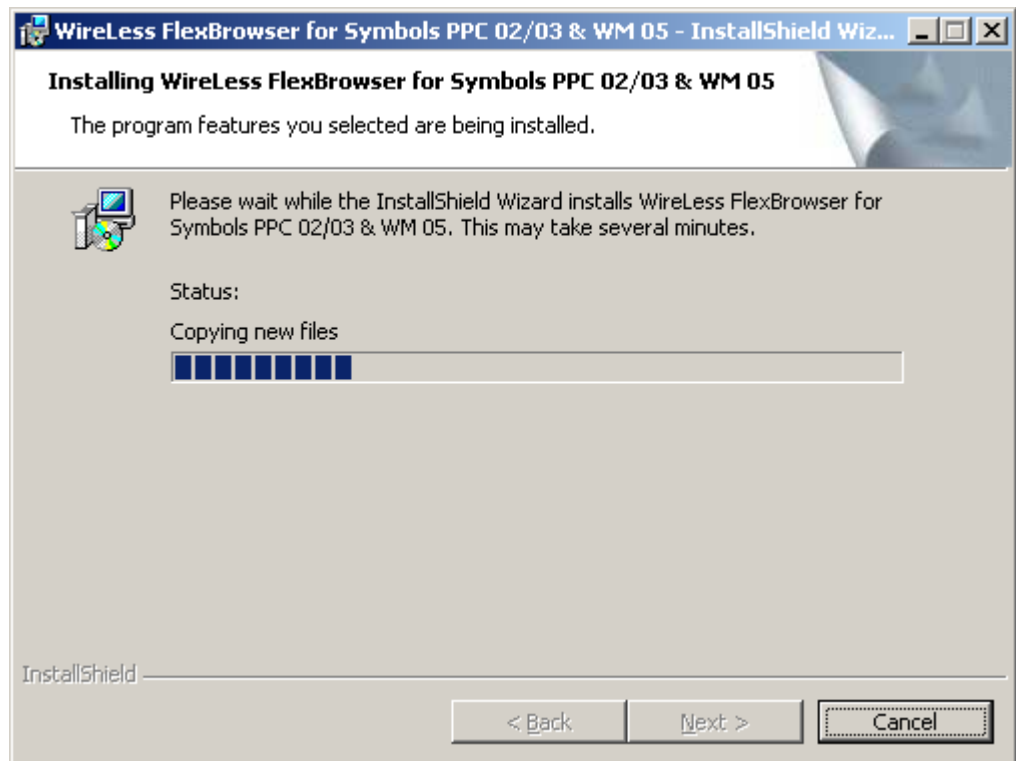 WireLess FlexBrowser for Symbols PPC 02/03 & WM 05 - InstallShield Wiz...
Installing WireLess FlexBrowser for Symbols PPC 02/03 & WM 05
The program features you selected are being installed.
Please wait while the InstallShield Wizard installs WireLess FlexBrowser for
Symbols PPC 02/03 & WM 05. This may take several minutes.
Status:
Copying new files
InstallShield
< Back Next > Cancel